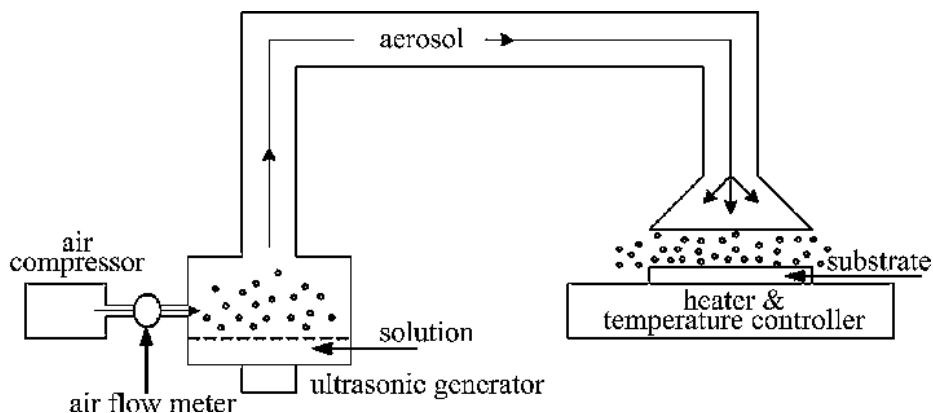 aerosol
air
compressor
substrate
heater &
temperature controller
solution
ultrasonic generator
air flow meter